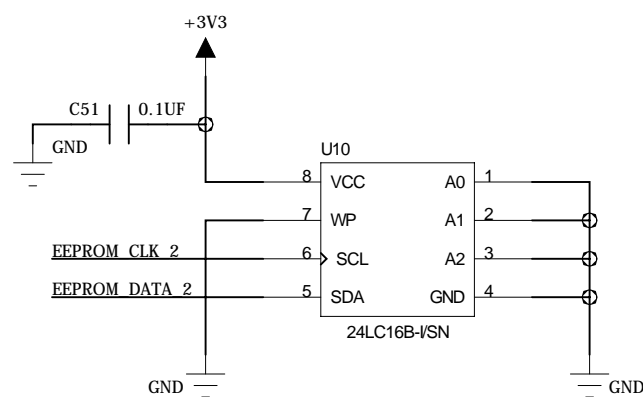 +3V3
C51 0.1UF
GND
U10
8 VCC A0 1
7 WP A1 2
EEPROM_CLK_2 6 SCL A2 3
EEPROM_DATA_2 5 SDA GND 4
24LC16B-I/SN
GND GND